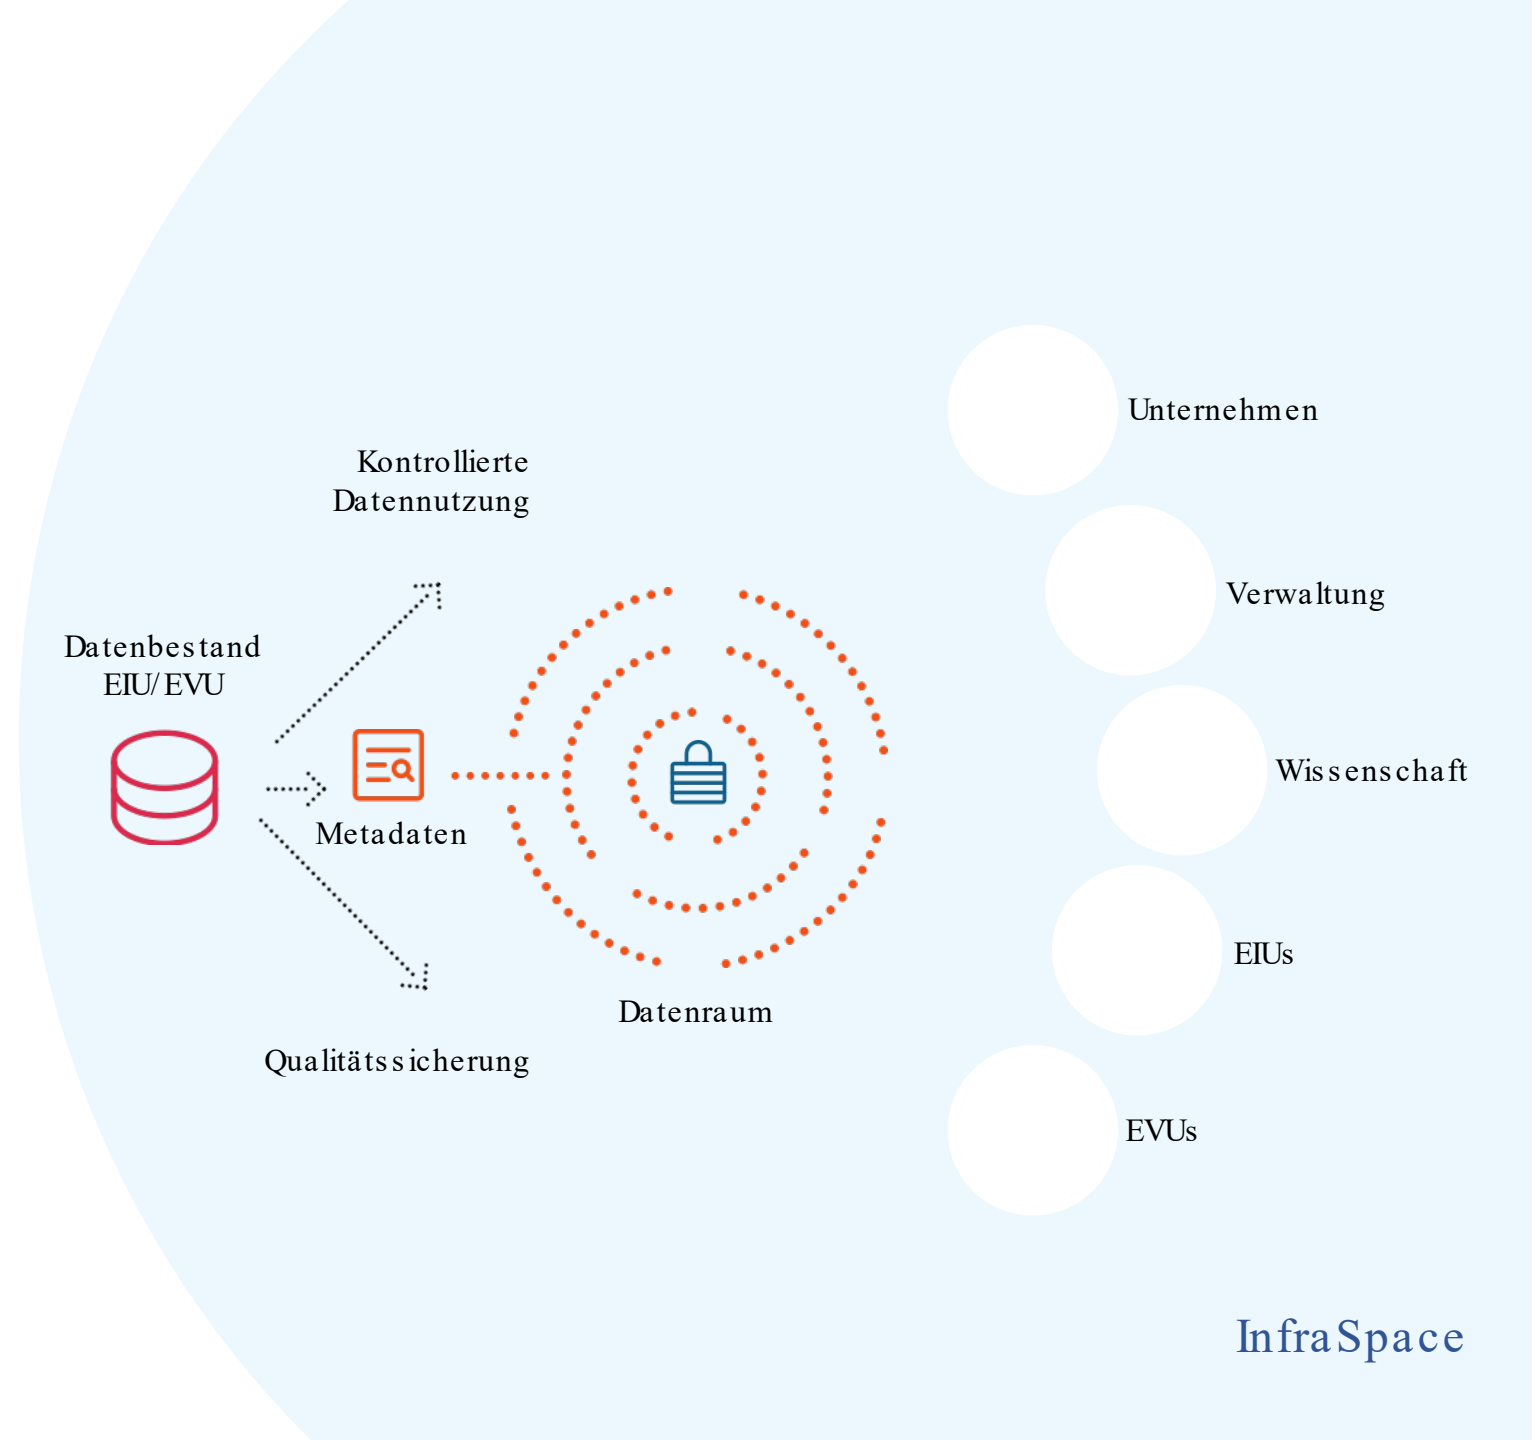 Unternehmen
Kontrollierte
Datennutzung
Verwaltung
Datenbestand
EIU/EVU
Metadaten
Wissenschaft
EIUs
Datenraum
Qualitätssicherung
EVUs
InfraSpace